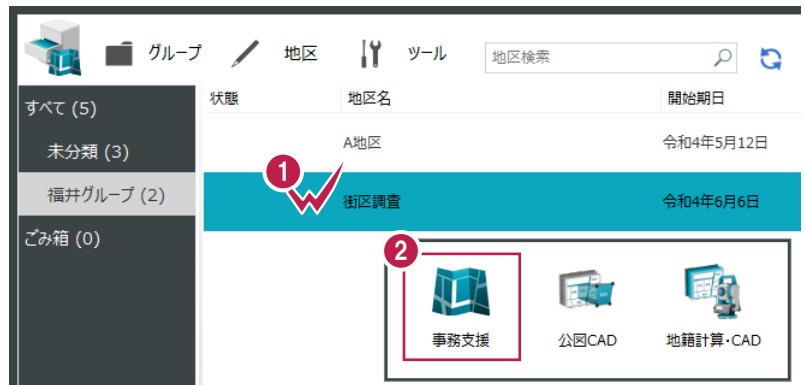 グループ 地区 ツール 地区検索
すべて (5)
未分類 (3)
福井グループ (2)
ごみ箱 (0)
状態 地区名 開始期日
A地区 令和4年5月12日
1
街区調査 令和4年6月6日
2
事務支援 公図CAD 地籍計算・CAD